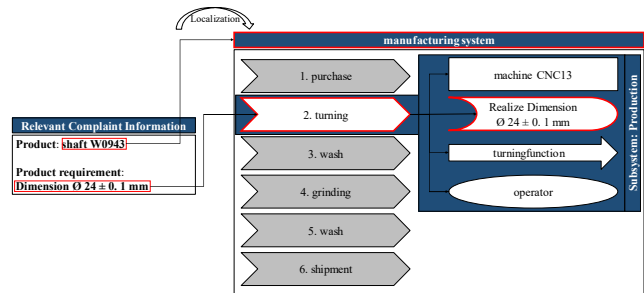 Localization
manufacturing system
1. purchase
machine CNC13
2. turning
Realize Dimension
Ø 24 ± 0. 1 mm
Relevant Complaint Information
Product: shaft W0943
Product requirement:
Dimension Ø 24 ± 0. 1 mm
3. wash
turningfunction
4. grinding
operator
5. wash
6. shipment
Subsystem: Production